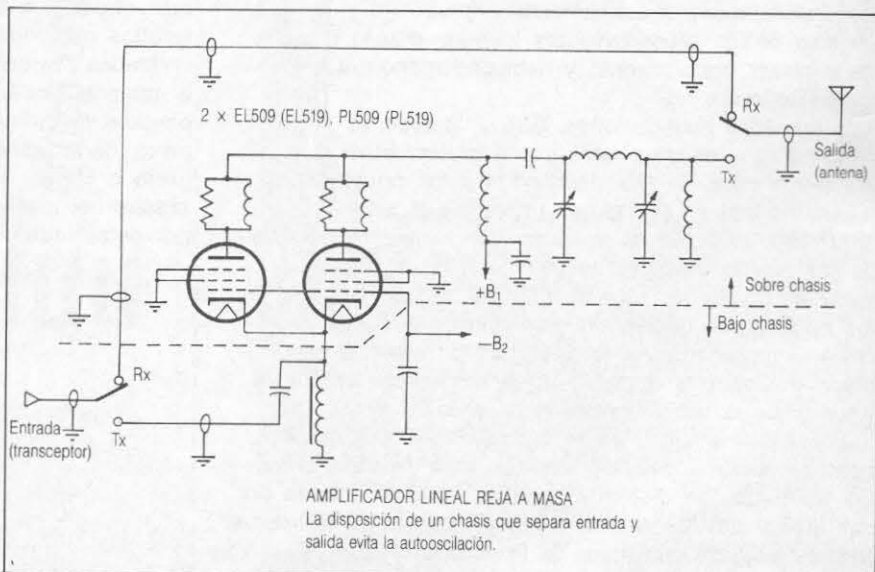 2 x EL509 (EL519), PL509 (PL519)
Rx
Salida
(antena)
Tx
+B1
Sobre chasis
Bajo chasis
—B2
Rx
Entrada
(transceptor)
Tx
AMPLIFICADOR LINEAL REJA A MASA
La disposición de un chasis que separa entrada y
salida evita la autooscilación.